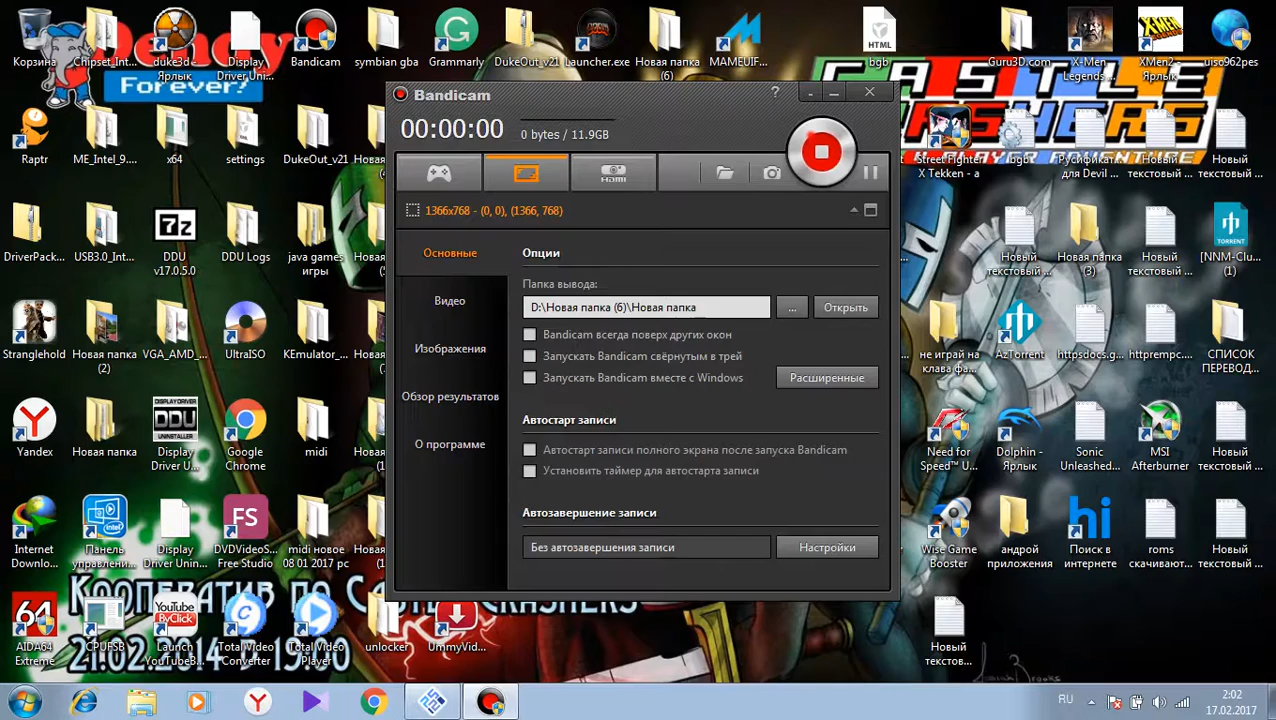 Корзина
Chipset_Int...
duke3d - Ярлык
Display Driver Uni...
Bandicam
symbian gba
Grammarly
DukeOut_v21
Launcher.exe
Новая папка (6)
MAMEUIF...
bgb
Guru3D.com
X-Men Legends ...
XMen2 - Ярлык
uiso962pes
Dendy
Forever?
CASTLE
CRASHERS
Bandicam
00:00:00
0 bytes / 11.9GB
HDMI
1366x768 - (0, 0), (1366, 768)
Основные
Видео
Изображения
Обзор результатов
О программе
Опции
Папка вывода:
D:\Новая папка (6)\Новая папка
...
Открыть
Bandicam всегда поверх других окон
Запускать Bandicam свёрнутым в трей
Запускать Bandicam вместе с Windows
Расширенные
Автостарт записи
Автостарт записи полного экрана после запуска Bandicam
Установить таймер для автостарта записи
Автозавершение записи
Без автозавершения записи
Настройки
Raptr
ME_Intel_9....
x64
settings
DukeOut_v21
Street Fighter X Tekken - а
bgb
Русификат... для Devil ...
Новый текстовый ...
Новый текстовый ...
DriverPack...
USB3.0_Int...
DDU v17.0.5.0
DDU Logs
java games игры
Новый текстовый ...
Новая папка (3)
Новый текстовый ...
[NNM-Clu... (1)
Stranglehold
Новая папка (2)
VGA_AMD_...
UltraISO
KEmulator_...
не играй на клава фа...
AzTorrent
httpsdocs.g...
httprempc....
СПИСОК ПЕРЕВОД...
Yandex
Новая папка
Display Driver U...
Google Chrome
midi
Need for Speed™ U...
Dolphin - Ярлык
Sonic Unleashed...
MSI Afterburner
Новый текстовый ...
Internet Downlo...
Панель управлени...
Display Driver Unin...
DVDVideoS... Free Studio
midi новое 08 01 2017 рс
Wise Game Booster
андрой приложения
Поиск в интернете
roms скачивают...
Новый текстовый ...
Кооператив по
21.02.2014
AIDA64 Extreme
CPUFSB
Launch YouTubeB...
Total Video Converter
Total Video Player
unlocker
UmmyVid...
Новый текстов...
RU
2:02
17.02.2017